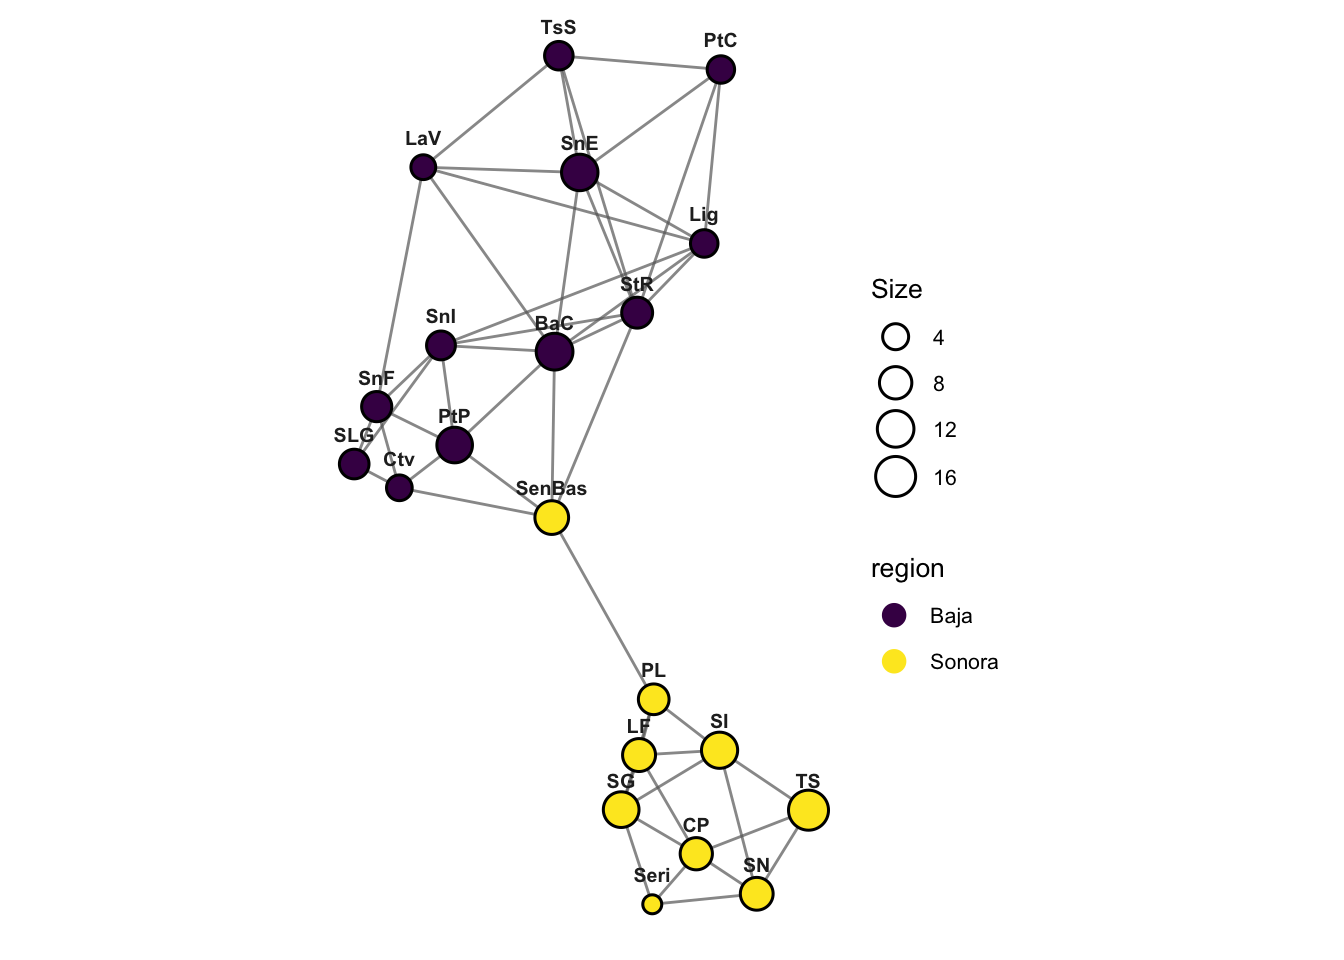 TsS
PtC
LaV
SnE
Lig
StR
SnI
BaC
SnF
PtP
SLG
Ctv
SenBas
PL
LF
SI
SG
TS
CP
SN
Seri
Size
4
8
12
16
region
Baja
Sonora